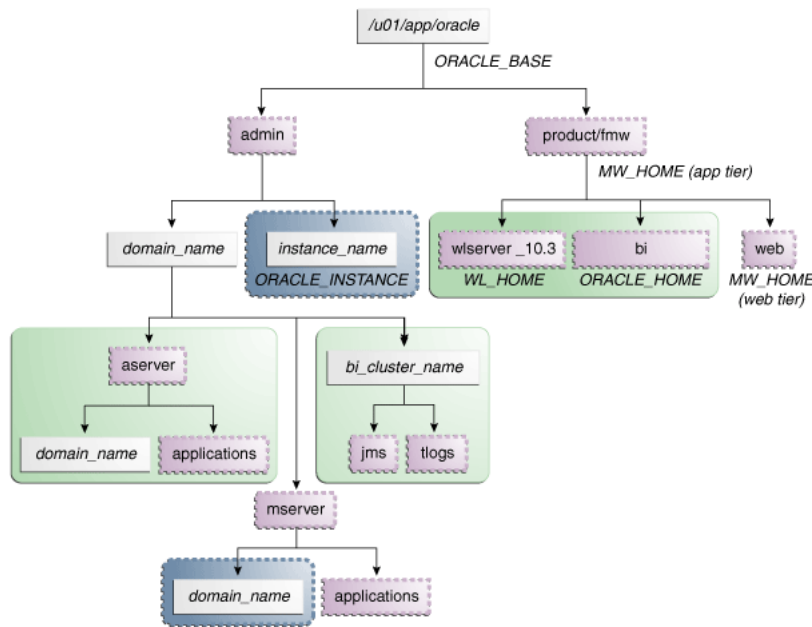 /u01/app/oracle
ORACLE_BASE
admin
product/fmw
MW_HOME (app tier)
domain_name
instance_name
ORACLE_INSTANCE
wlserver _10.3
WL_HOME
bi
ORACLE_HOME
web
MW_HOME
(web tier)
aserver
domain_name
applications
bi_cluster_name
jms
tlogs
mserver
domain_name
applications